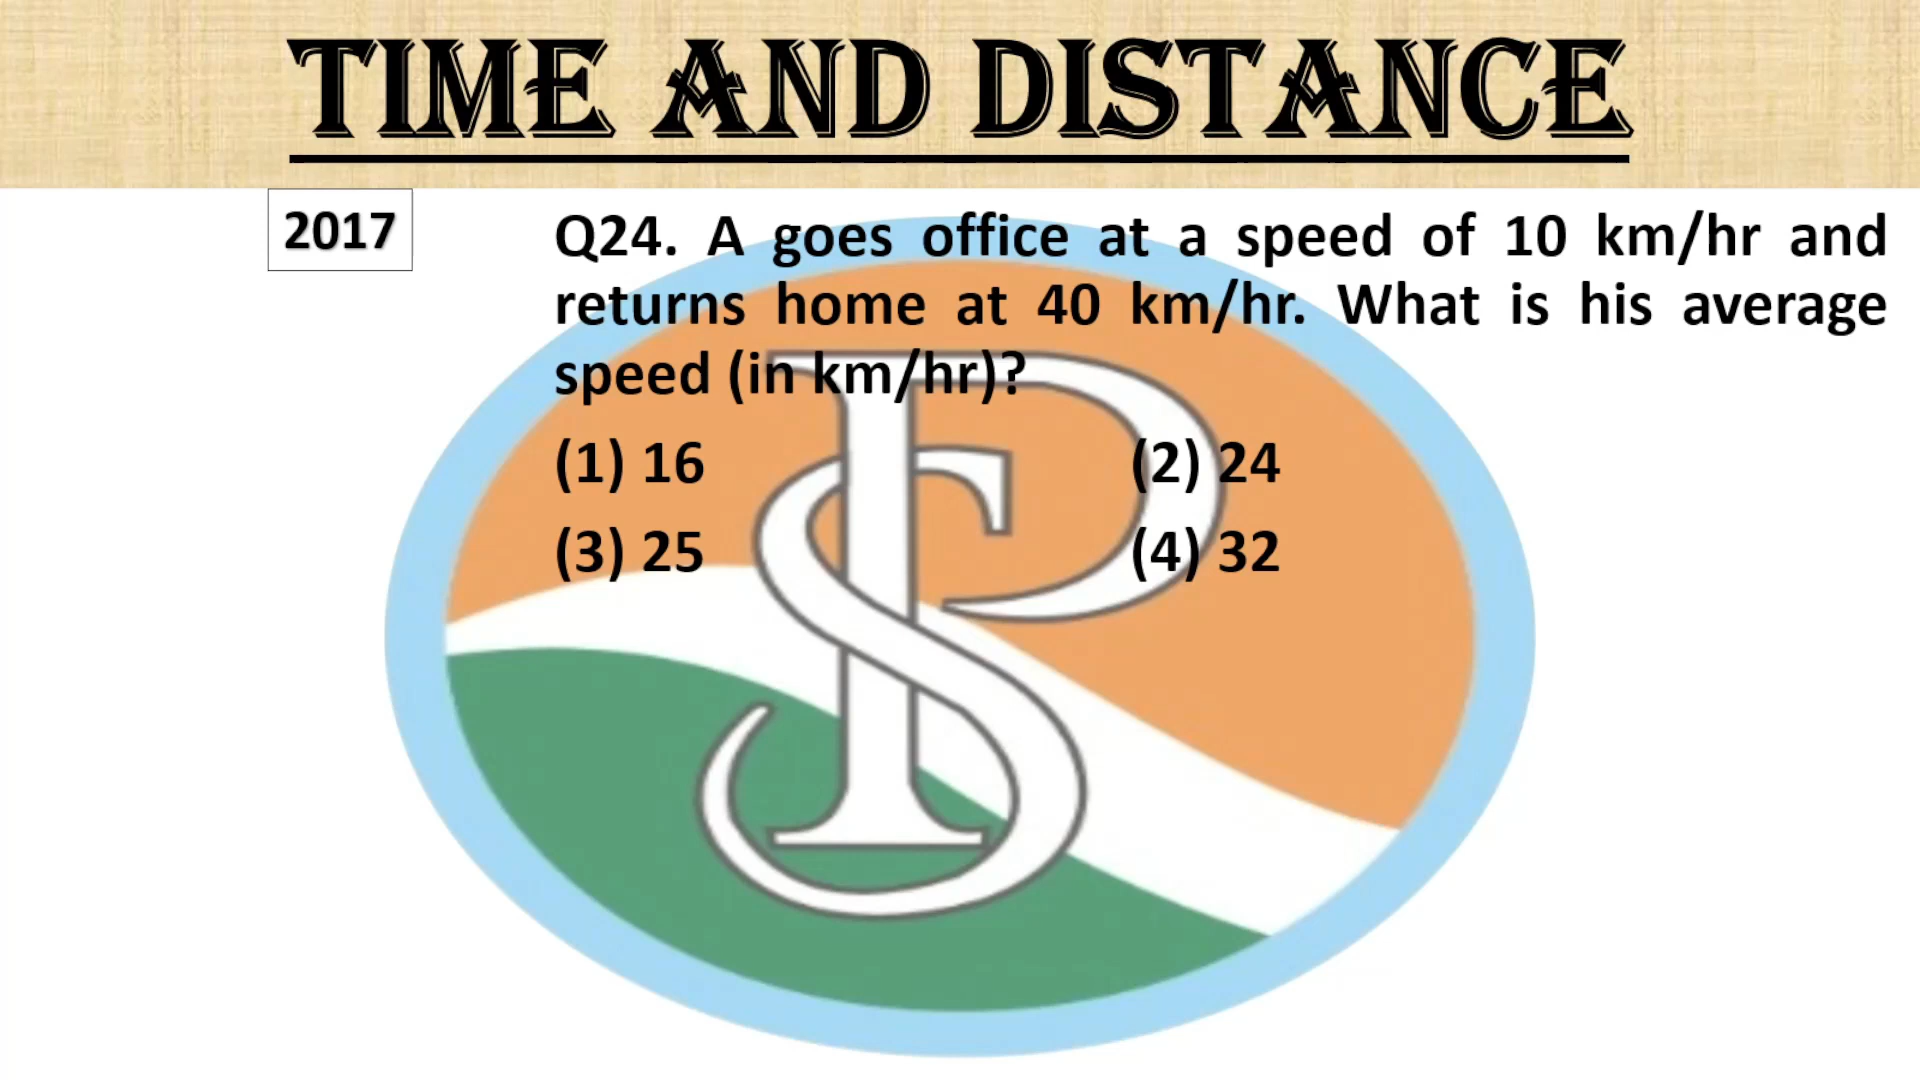 TIME AND DISTANCE
2017
Q24. A goes office at a speed of 10 km/hr and
returns home at 40 km/hr. What is his average
speed (in km/hr)?
(1) 16 (2) 24
(3) 25 (4) 32